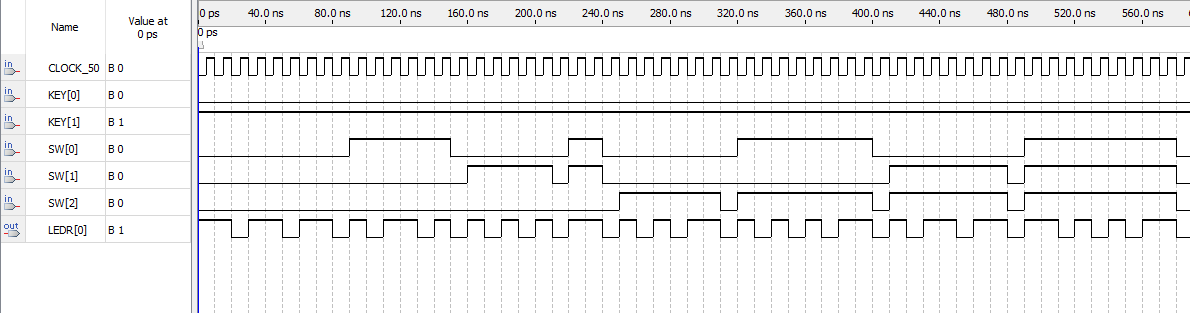 Name
Value at
0 ps
0 ps 40.0 ns 80.0 ns 120.0 ns 160.0 ns 200.0 ns 240.0 ns 280.0 ns 320.0 ns 360.0 ns 400.0 ns 440.0 ns 480.0 ns 520.0 ns 560.0 ns
0 ps
in CLOCK_50 B 0
in KEY[0] B 0
in KEY[1] B 1
in SW[0] B 0
in SW[1] B 0
in SW[2] B 0
out LEDR[0] B 1